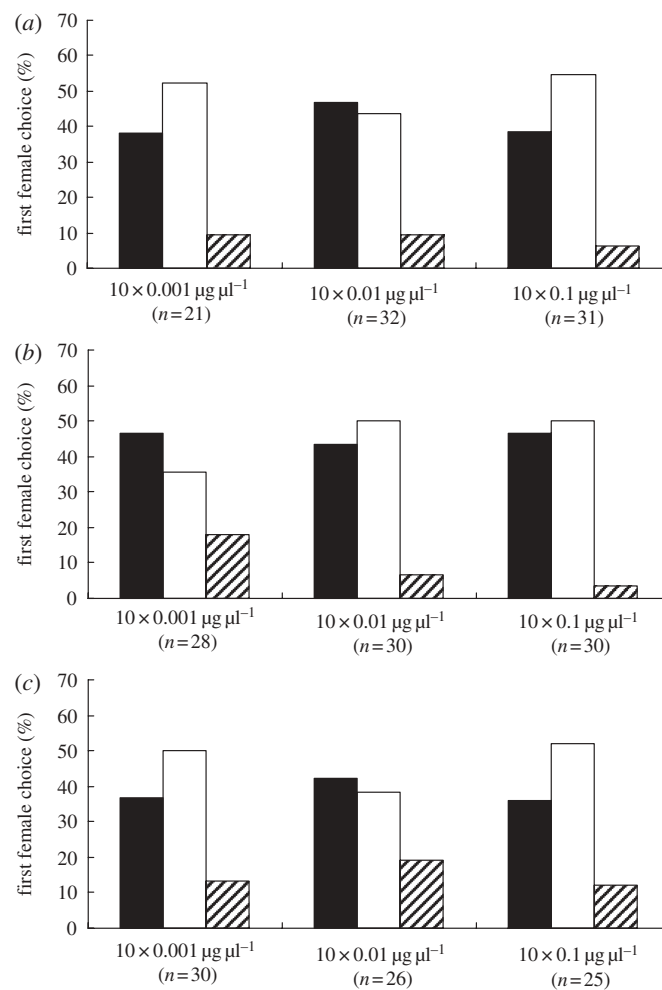 (a)
70
60
50
40
30
20
10
0
first female choice (%)
10 × 0.001 µg µl⁻¹ 10 × 0.01 µg µl⁻¹ 10 × 0.1 µg µl⁻¹
(n=21) (n=32) (n=31)
(b)
70
60
50
40
30
20
10
0
first female choice (%)
10 × 0.001 µg µl⁻¹ 10 × 0.01 µg µl⁻¹ 10 × 0.1 µg µl⁻¹
(n=28) (n=30) (n=30)
(c)
70
60
50
40
30
20
10
0
first female choice (%)
10 × 0.001 µg µl⁻¹ 10 × 0.01 µg µl⁻¹ 10 × 0.1 µg µl⁻¹
(n=30) (n=26) (n=25)